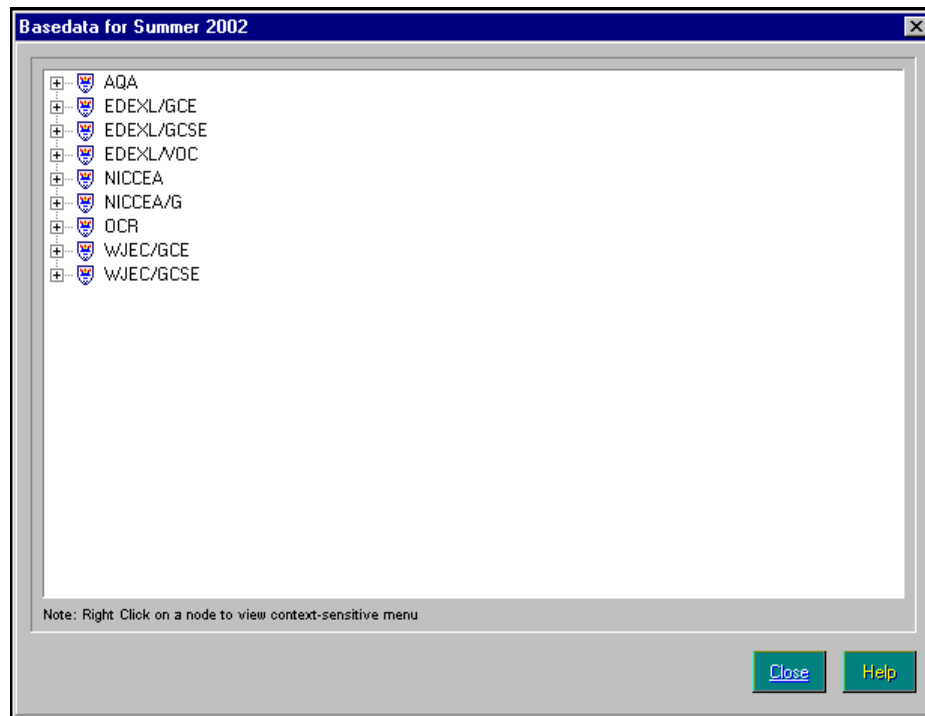 Basedata for Summer 2002
AQA
EDEXL/GCE
EDEXL/GCSE
EDEXL/VOC
NICCEA
NICCEA/G
OCR
WJEC/GCE
WJEC/GCSE
Note: Right Click on a node to view context-sensitive menu
Close Help